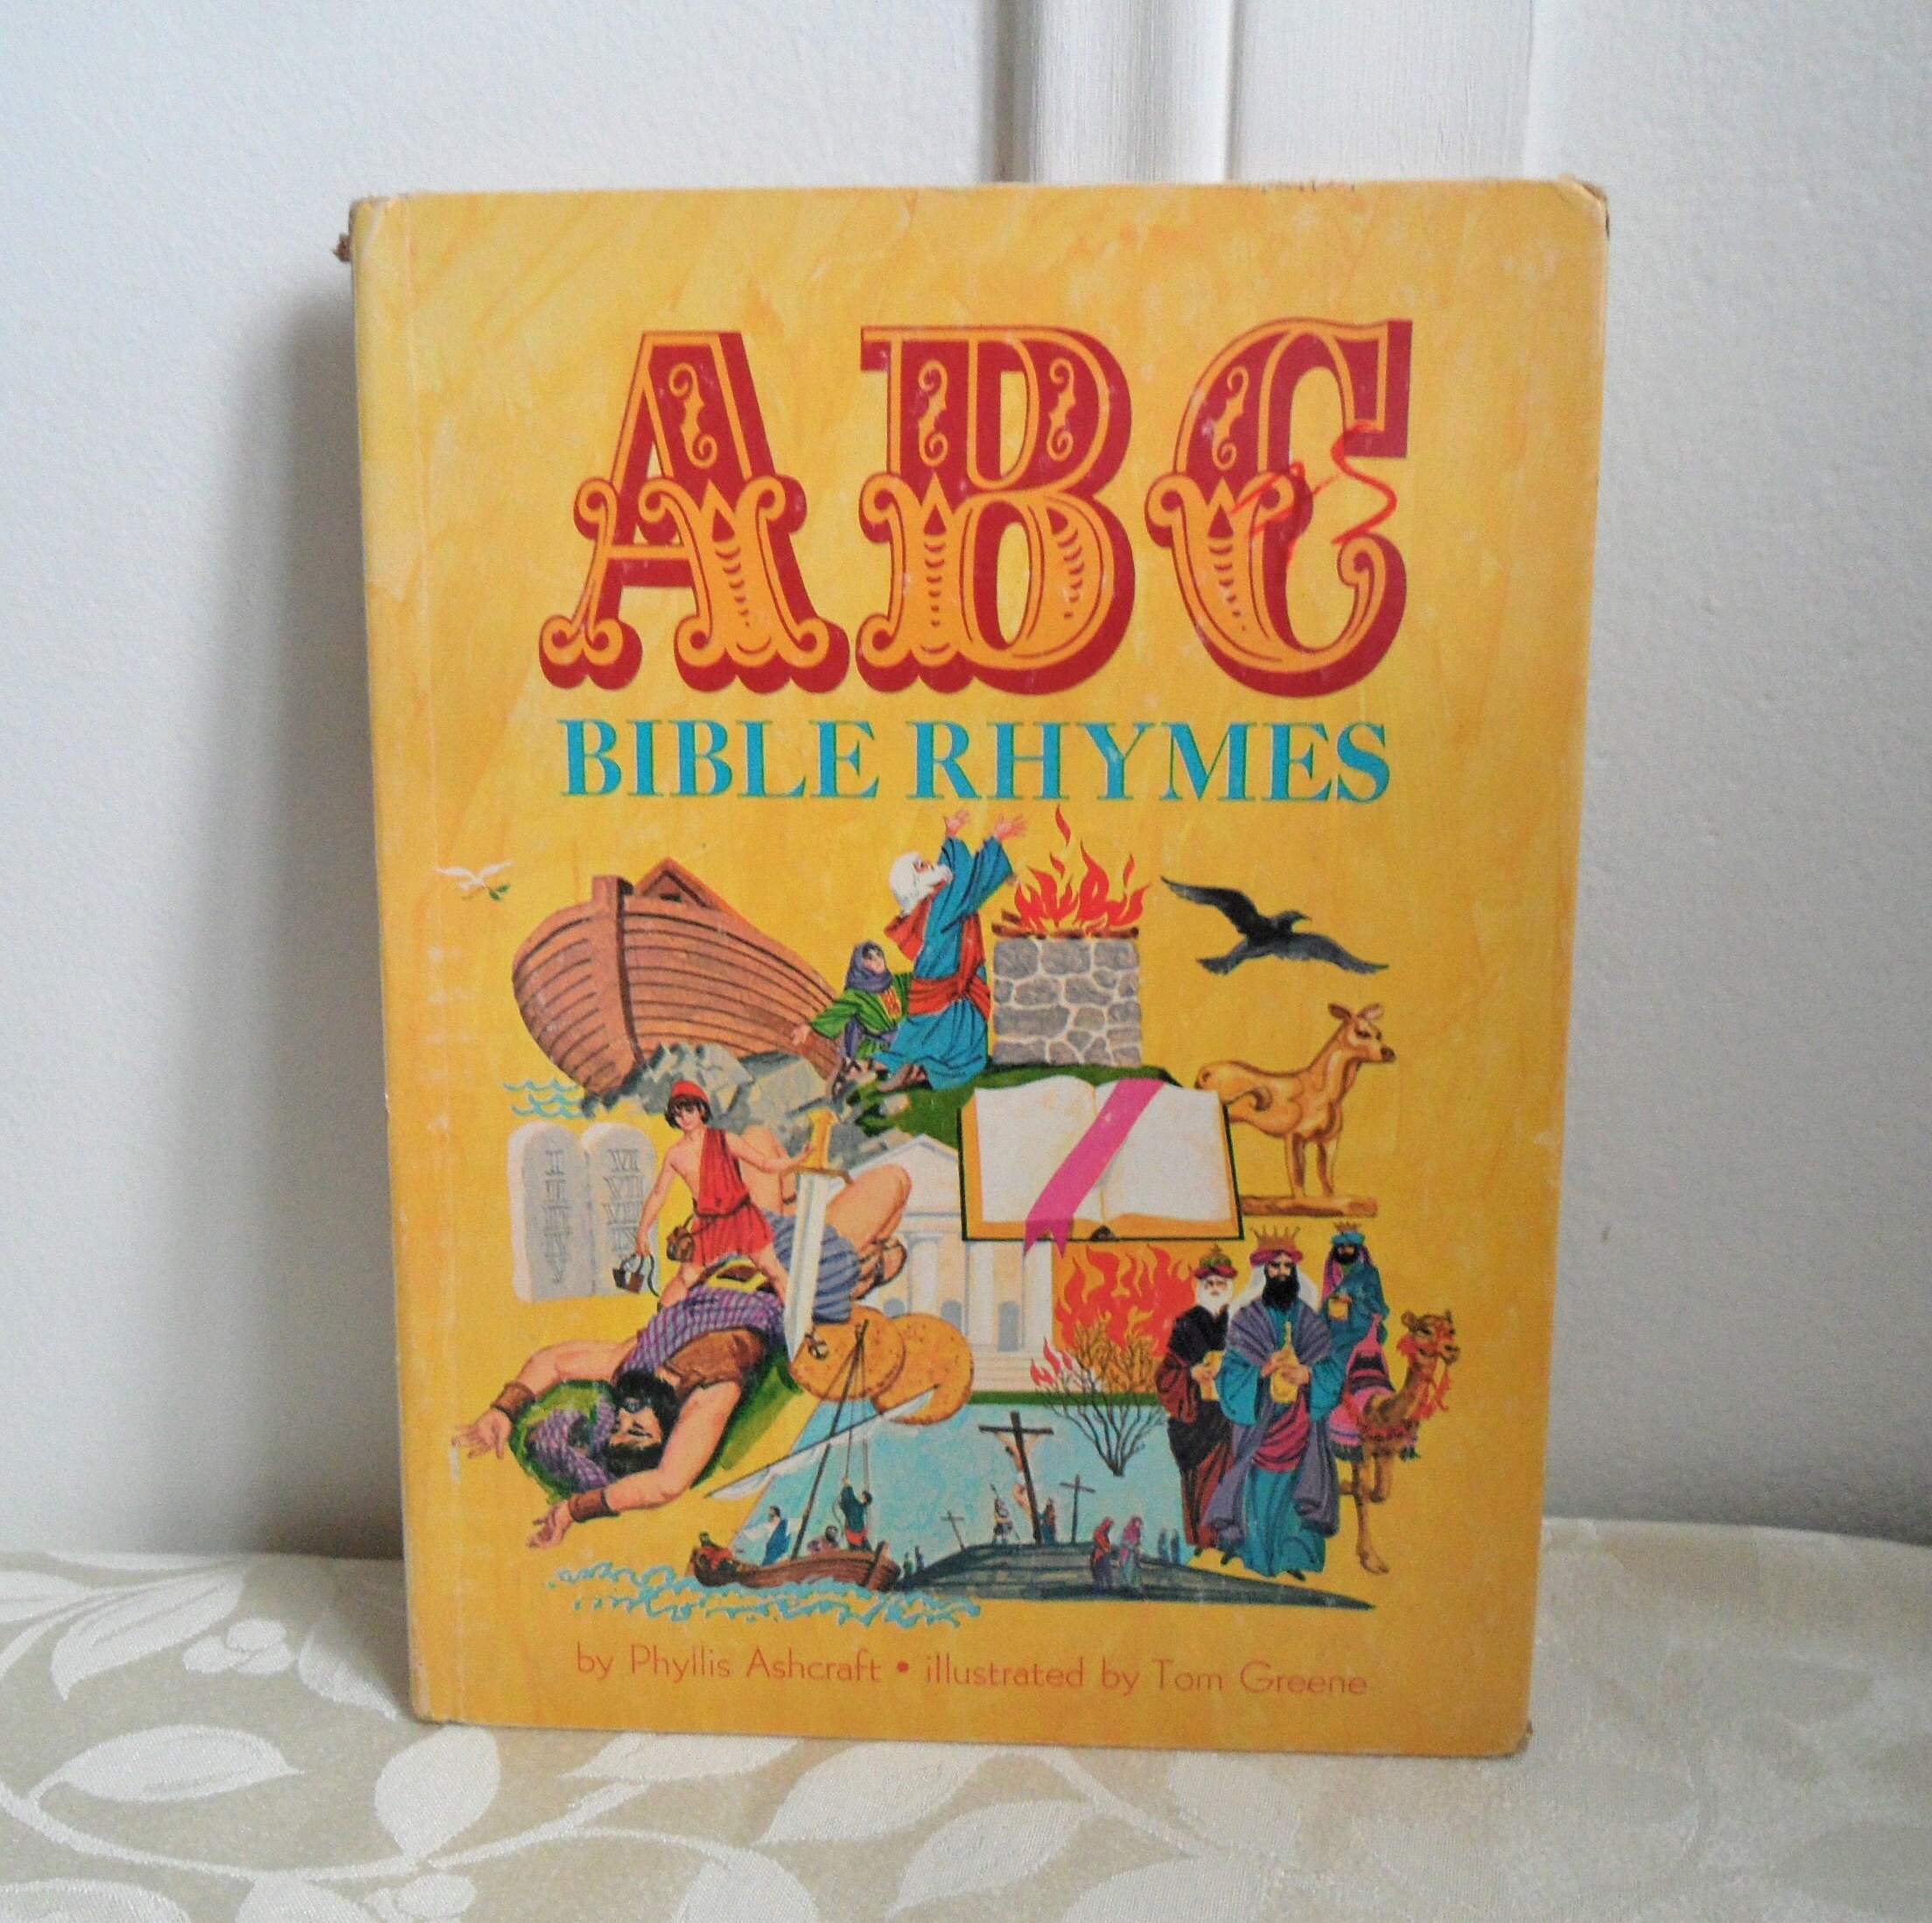 ABC
BIBLE RHYMES
by Phyllis Ashcraft • illustrated by Tom Greene